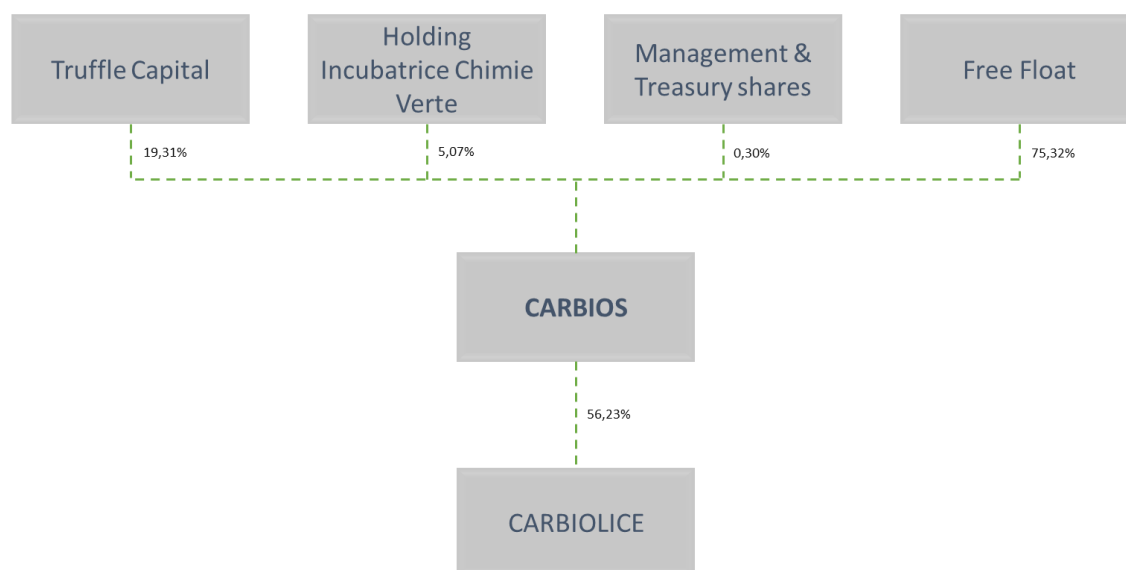 Truffle Capital
Holding
Incubatrice Chimie
Verte
Management &
Treasury shares
Free Float
19,31%
5,07%
0,30%
75,32%
CARBIOS
56,23%
CARBIOLICE